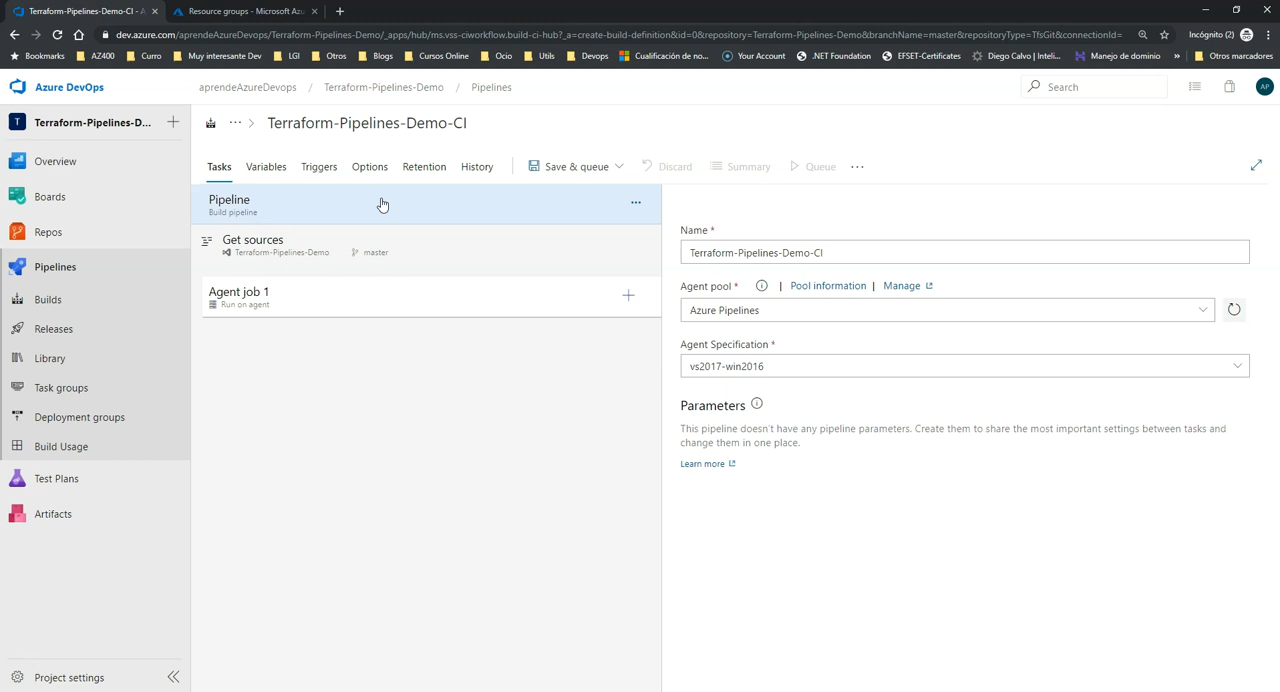 Terraform-Pipelines-Demo-CI - A
Resource groups - Microsoft Azu
dev.azure.com/aprendeAzureDevops/Terraform-Pipelines-Demo/_apps/hub/ms.vss-ciworkflow.build-ci-hub?_a=create-build-definition&id=0&repository=Terraform-Pipelines-Demo&branchName=master&repositoryType=TfsGit&connectionId=
Incógnito (2)
Bookmarks
AZ400
Curro
Muy interesante Dev
LGI
Otros
Blogs
Cursos Online
Ocio
Utils
Devops
Cualificación de no...
Your Account
.NET Foundation
EFSET-Certificates
Diego Calvo | Inteli...
Manejo de dominio
»
Otros marcadores
Azure DevOps
aprendeAzureDevops / Terraform-Pipelines-Demo / Pipelines
Search
AP
T
Terraform-Pipelines-D...
Overview
Boards
Repos
Pipelines
Builds
Releases
Library
Task groups
Deployment groups
Build Usage
Test Plans
Artifacts
Project settings
... > Terraform-Pipelines-Demo-CI
Tasks
Variables
Triggers
Options
Retention
History
Save & queue
Discard
Summary
Queue
...
Pipeline
Build pipeline
...
Get sources
Terraform-Pipelines-Demo
master
Agent job 1
Run on agent
Name *
Terraform-Pipelines-Demo-CI
Agent pool * | Pool information | Manage
Azure Pipelines
Agent Specification *
vs2017-win2016
Parameters
This pipeline doesn't have any pipeline parameters. Create them to share the most important settings between tasks and
change them in one place.
Learn more